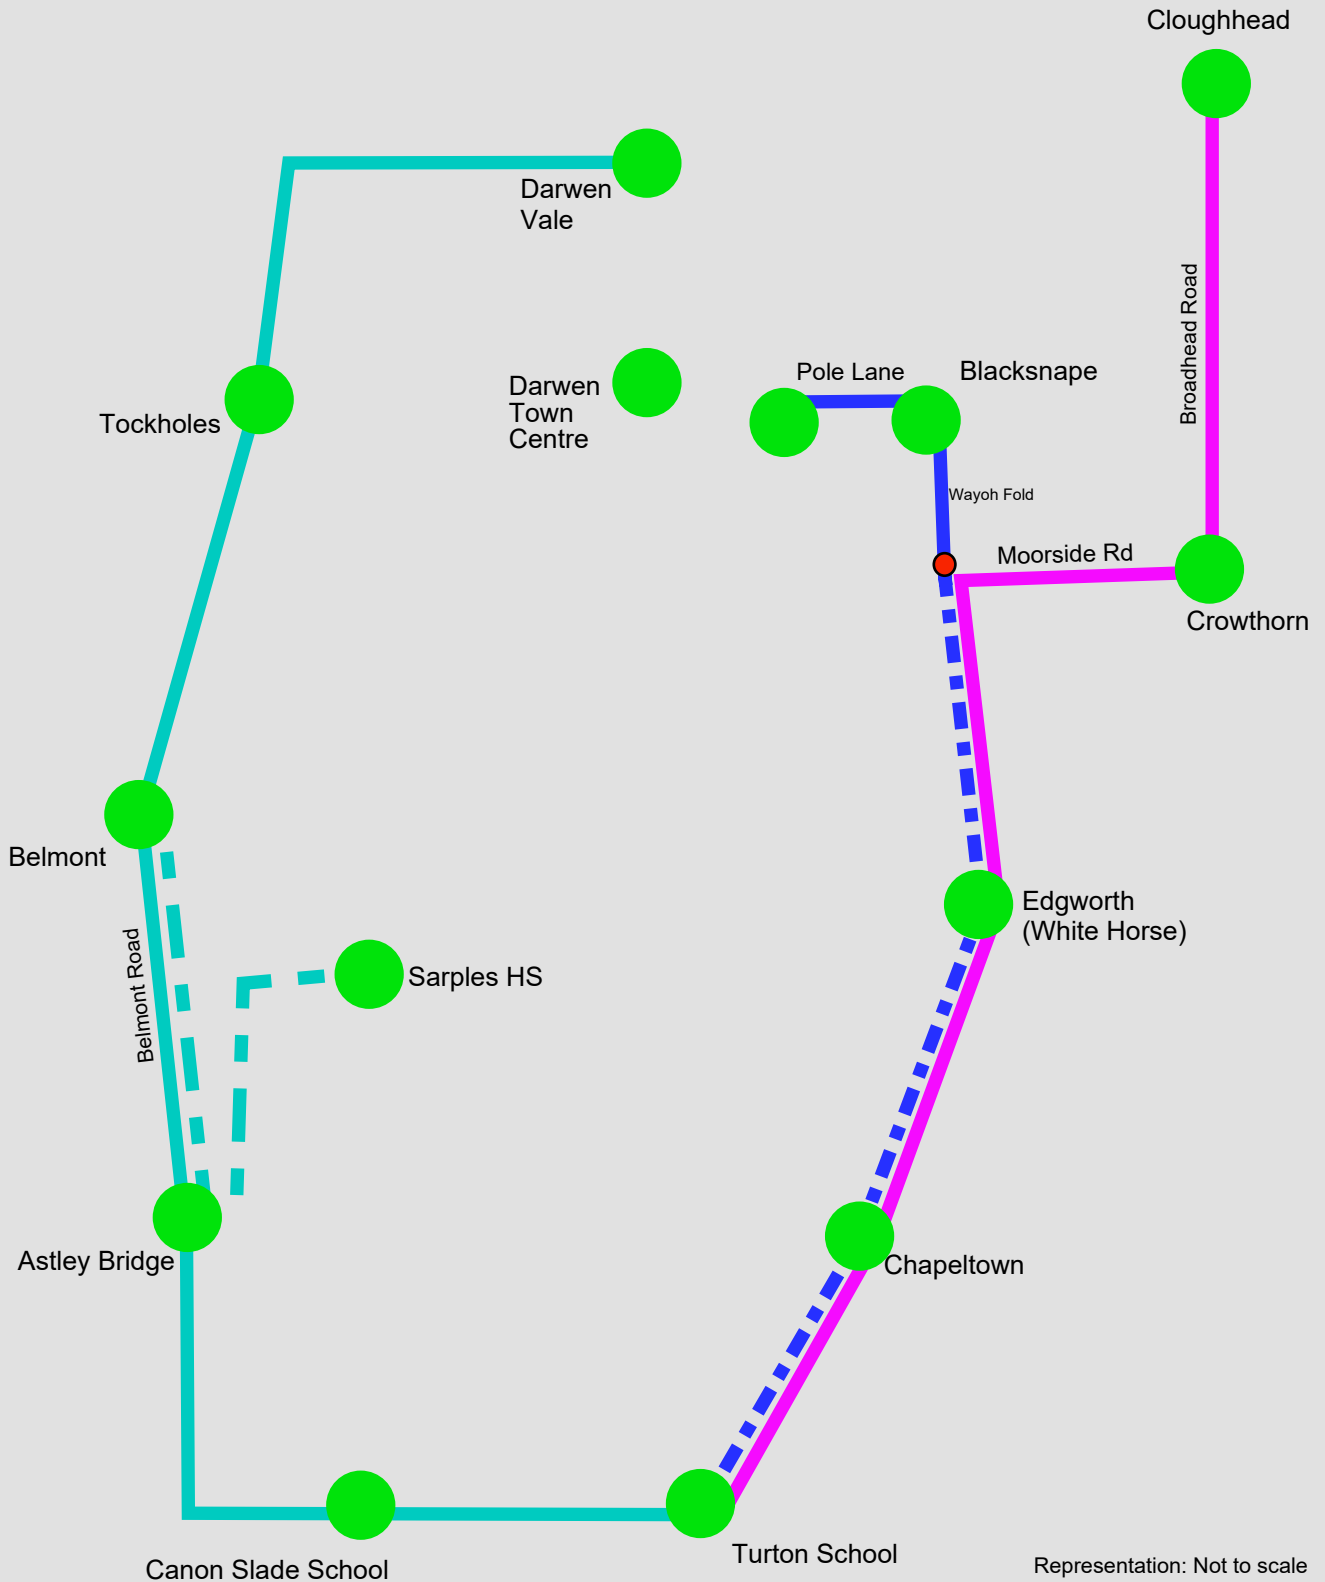 Cloughhead
Darwen
Vale
Broadhead Road
Pole Lane
Blacksnape
Darwen
Town
Centre
Tockholes
Wayoh Fold
Moorside Rd
Crowthorn
Belmont
Edgworth
(White Horse)
Belmont Road
Sarples HS
Astley Bridge
Chapeltown
Turton School
Canon Slade School
Representation: Not to scale